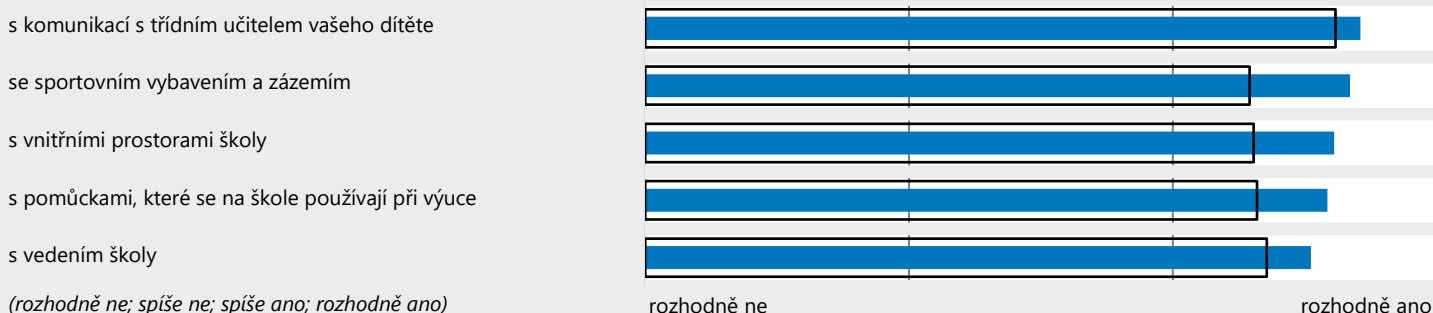 s komunikací s třídním učitelem vašeho dítěte
se sportovním vybavením a zázemím
s vnitřními prostorami školy
s pomůckami, které se na škole používají při výuce
s vedením školy
(rozhodně ne; spíše ne; spíše ano; rozhodně ano)
rozhodně ne
rozhodně ano